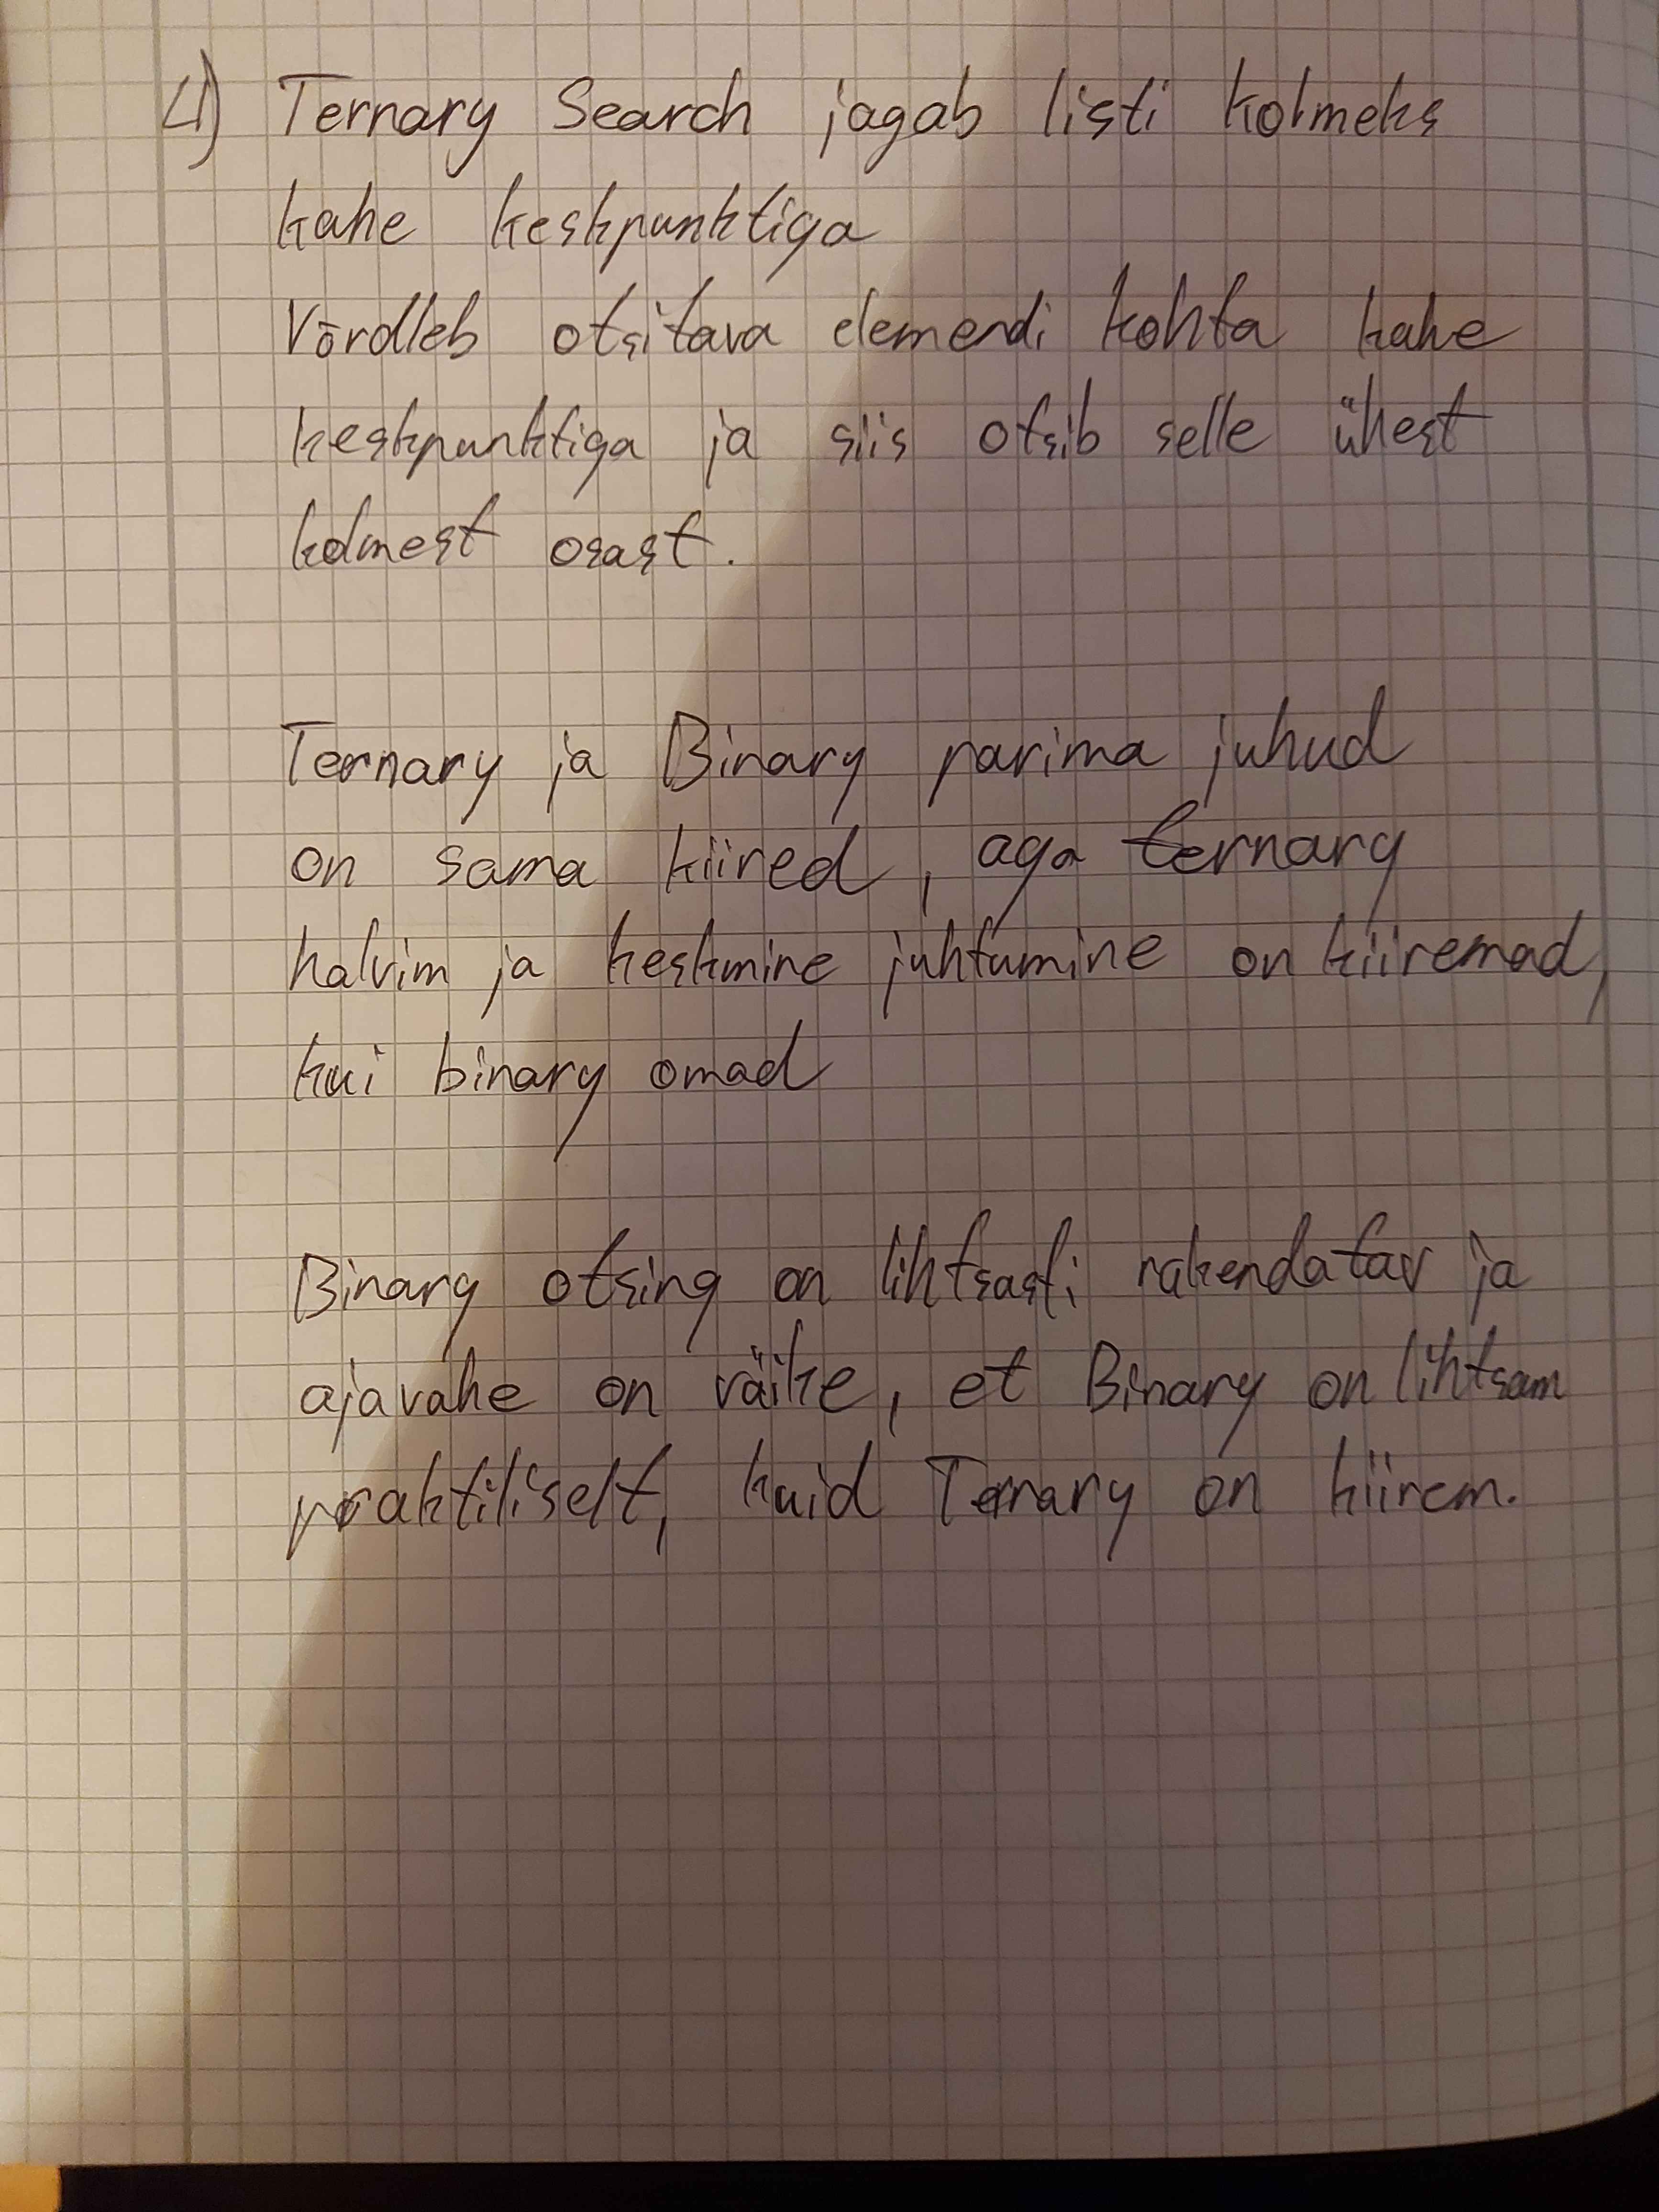 4) Ternary Search jagab listi kolmeks
kahe keskpunktiga
Võrdleb otsitava elemendi kohta kahe
keskpunktiga ja siis otsib selle ühest
kolmest osast.
Ternary ja Binary parima juhud
on sama kiired, aga ternary
halvim ja keskmine juhtumine on kiiremad,
kui binary omad
Binary otsing on lihtsasti rakendatav ja
ajavahe on väike, et Binary on lihtsam
praktiliselt, kuid Ternary on kiirem.